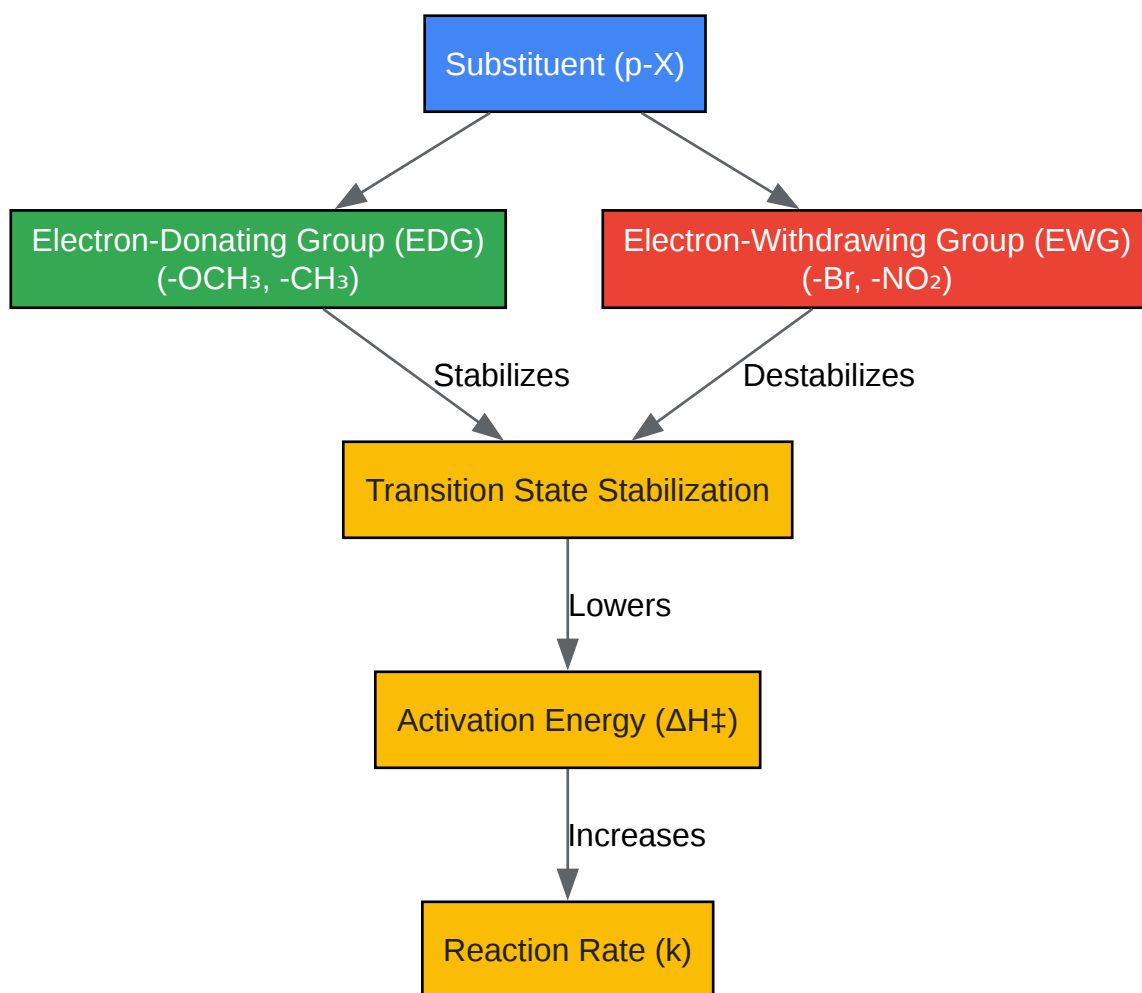 Substituent (p-X)
Electron-Donating Group (EDG)
(-OCH₃, -CH₃)
Electron-Withdrawing Group (EWG)
(-Br, -NO₂)
Stabilizes
Destabilizes
Transition State Stabilization
Lowers
Activation Energy (ΔH‡)
Increases
Reaction Rate (k)